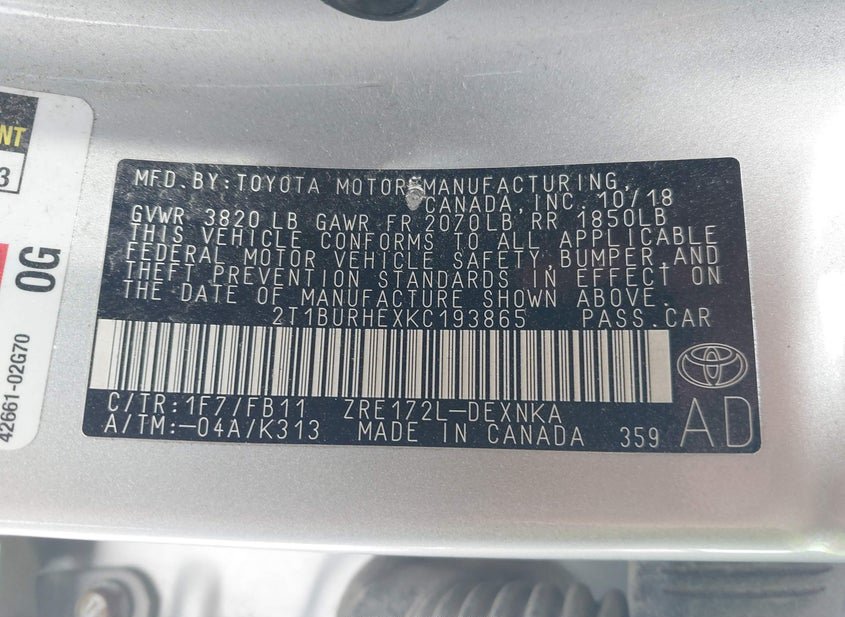 NT
3
0G
42661-02G70
MFD.BY:TOYOTA MOTOR MANUFACTURING,
CANADA, INC. 10/18
GVWR 3820 LB GAWR FR 2070LB RR 1850LB
THIS VEHICLE CONFORMS TO ALL APPLICABLE
FEDERAL MOTOR VEHICLE SAFETY, BUMPER, AND
THEFT PREVENTION STANDARDS IN EFFECT ON
THE DATE OF MANUFACTURE SHOWN ABOVE.
2T1BURHEXKC193865 PASS.CAR
C/TR:1F7/FB11 ZRE172L-DEXNKA
A/TM:-04A/K313 MADE IN CANADA 359 AD